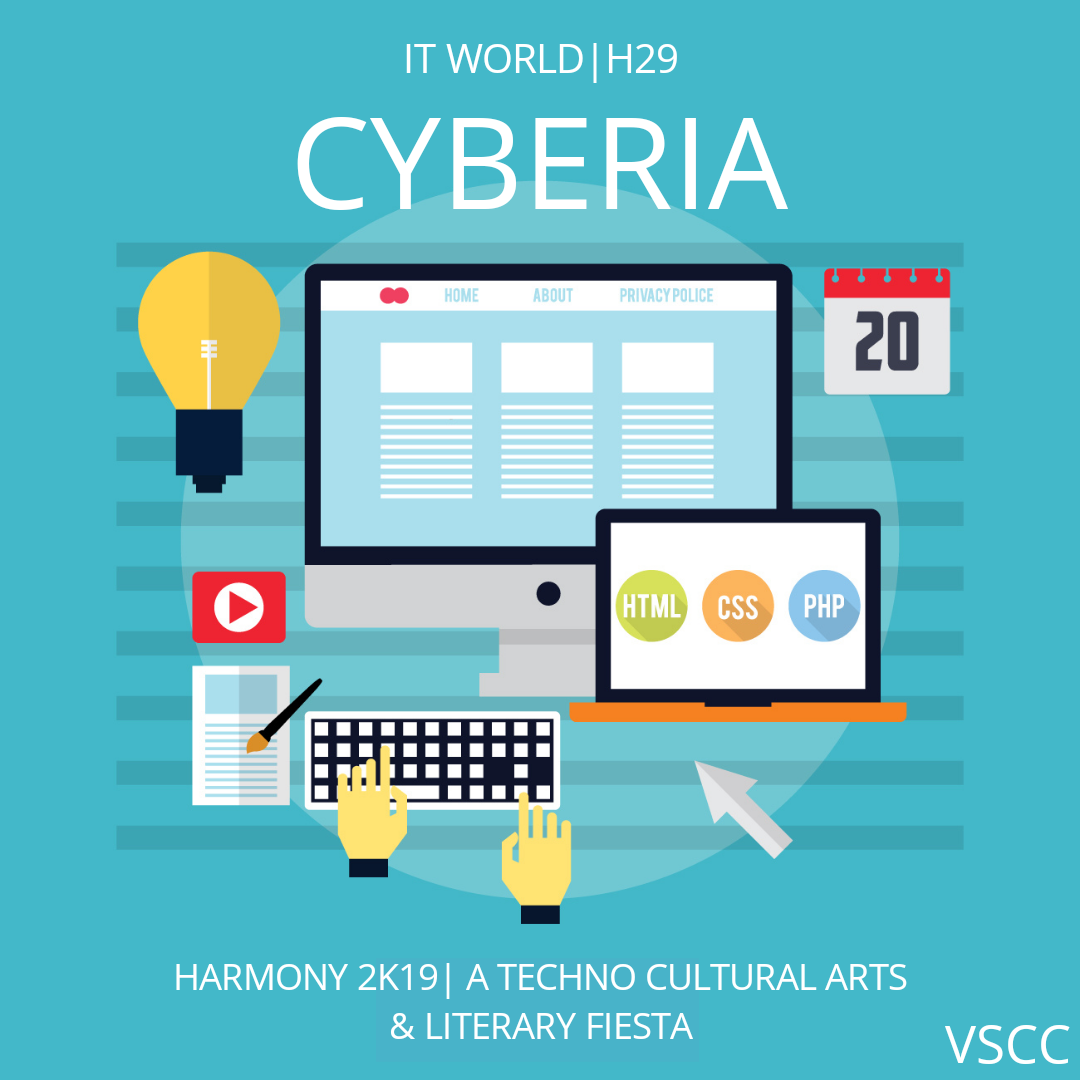 IT WORLD|H29
CYBERIA
HOME ABOUT PRIVACY POLICE
20
HTML CSS PHP
HARMONY 2K19| A TECHNO CULTURAL ARTS
& LITERARY FIESTA
VSCC